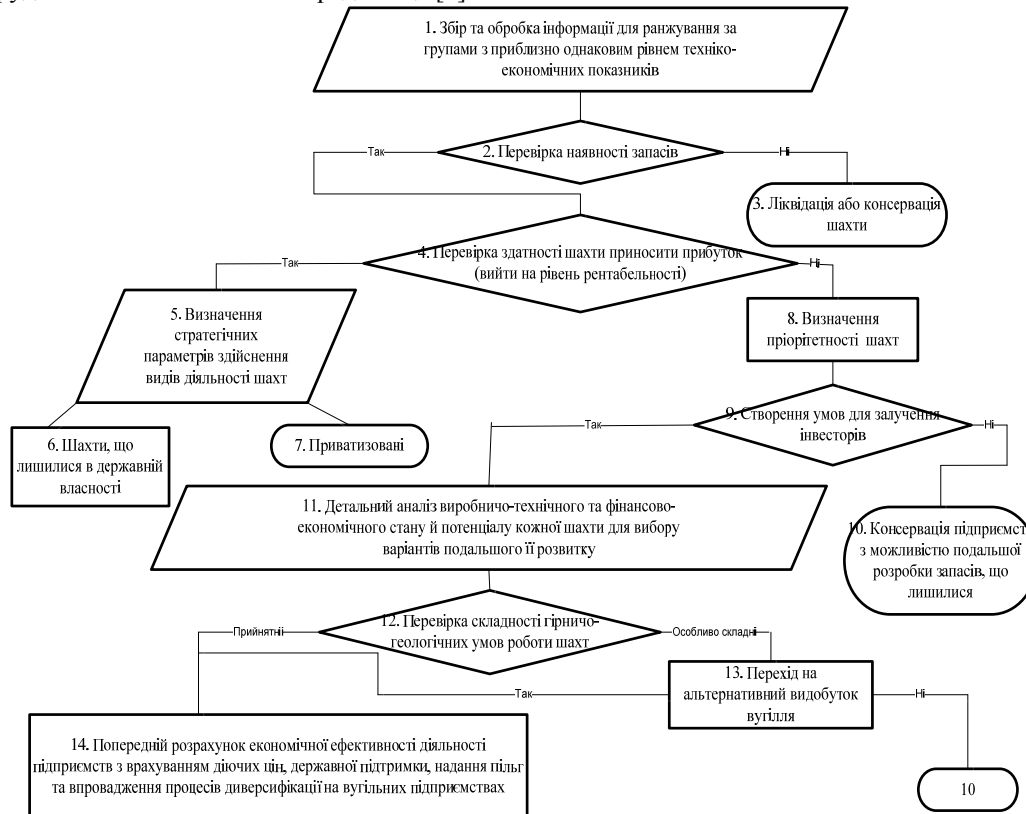 1. Збір та обробка інформації для ранжування за
групами з приблизно однаковим рівнем техніко-
економічних показників
Так
2. Перевірка наявності запасів
Ні
3. Ліквідація або консервація
шахти
4. Перевірка здатності шахти приносити прибуток
(вийти на рівень рентабельності)
Так
Ні
5. Визначення
стратегічних
параметрів здійснення
видів діяльності шахт
8. Визначення
пріорітетності шахт
6. Шахти, що
лишилися в державній
власності
7. Приватизовані
9. Створення умов для залучення
інвесторів
Так
Ні
11. Детальний аналіз виробничо-технічного та фінансово-
економічного стану й потенціалу кожної шахти для вибору
варіантів подальшого її розвитку
10. Консервація підприємст
з можливістю подальшої
розробки запасів, що
лишилися
12. Перевірка складності гірничо-
геологічних умов роботи шахт
Прийнятні
Особливо складні
13. Перехід на
альтернативний видобуток
вугілля
Так
Ні
14. Попередній розрахунок економічної ефективності діяльності
підприємств з врахуванням діючих цін, державної підтримки, надання пільг
та впровадження процесів диверсифікації на вугільних підприємствах
10